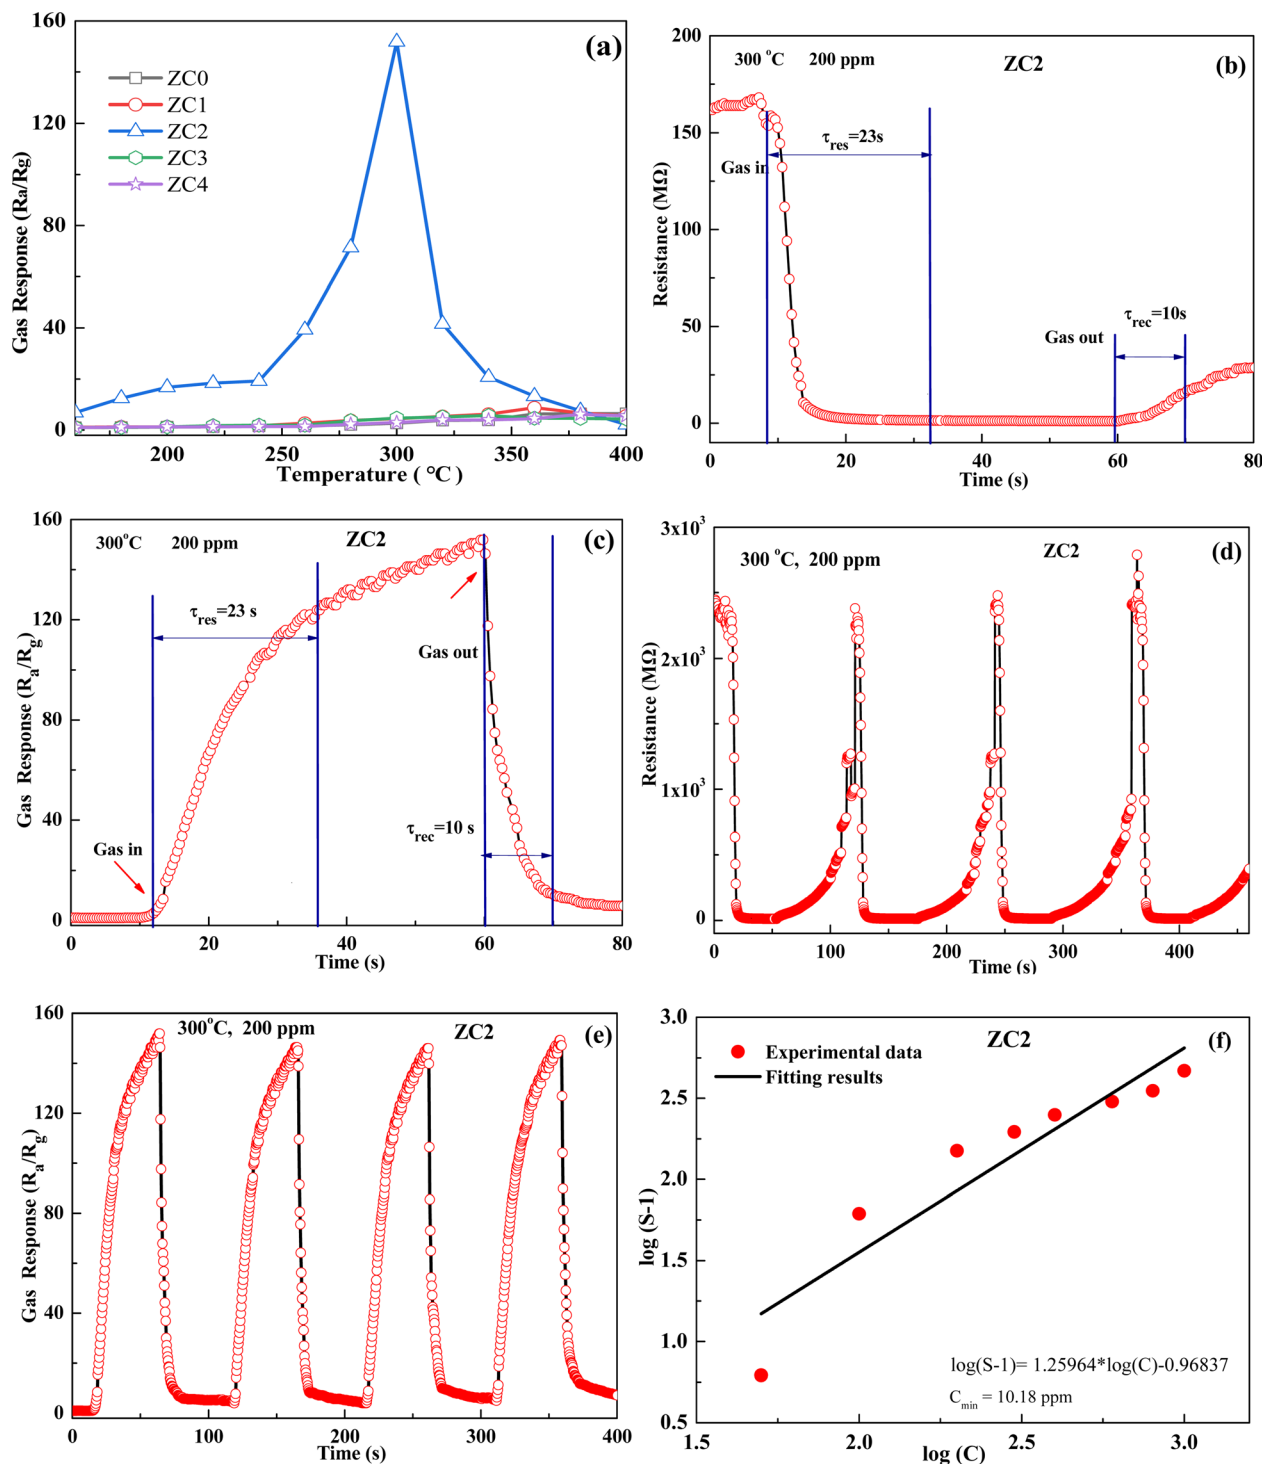 (a)
ZC0
ZC1
ZC2
ZC3
ZC4
Gas Response (Ra/Rg)
160
120
80
40
0
200 250 300 350 400
Temperature ( °C )
(b)
300 °C 200 ppm ZC2
τres=23s
Gas in
Gas out
τrec=10s
Resistance (MΩ)
200
150
100
50
0
0 20 40 60 80
Time (s)
(c)
300°C 200 ppm ZC2
τres=23 s
Gas in
Gas out
τrec=10 s
Gas Response (Ra/Rg)
160
120
80
40
0
0 20 40 60 80
Time (s)
(d)
300 °C, 200 ppm ZC2
Resistance (MΩ)
3x10³
2x10³
1x10³
0
0 100 200 300 400
Time (s)
(e)
300°C, 200 ppm ZC2
Gas Response (Ra/Rg)
160
120
80
40
0
0 100 200 300 400
Time (s)
(f)
ZC2
Experimental data
Fitting results
log(S-1)= 1.25964*log(C)-0.96837
Cmin = 10.18 ppm
log (S-1)
3.0
2.5
2.0
1.5
1.0
0.5
1.5 2.0 2.5 3.0
log (C)